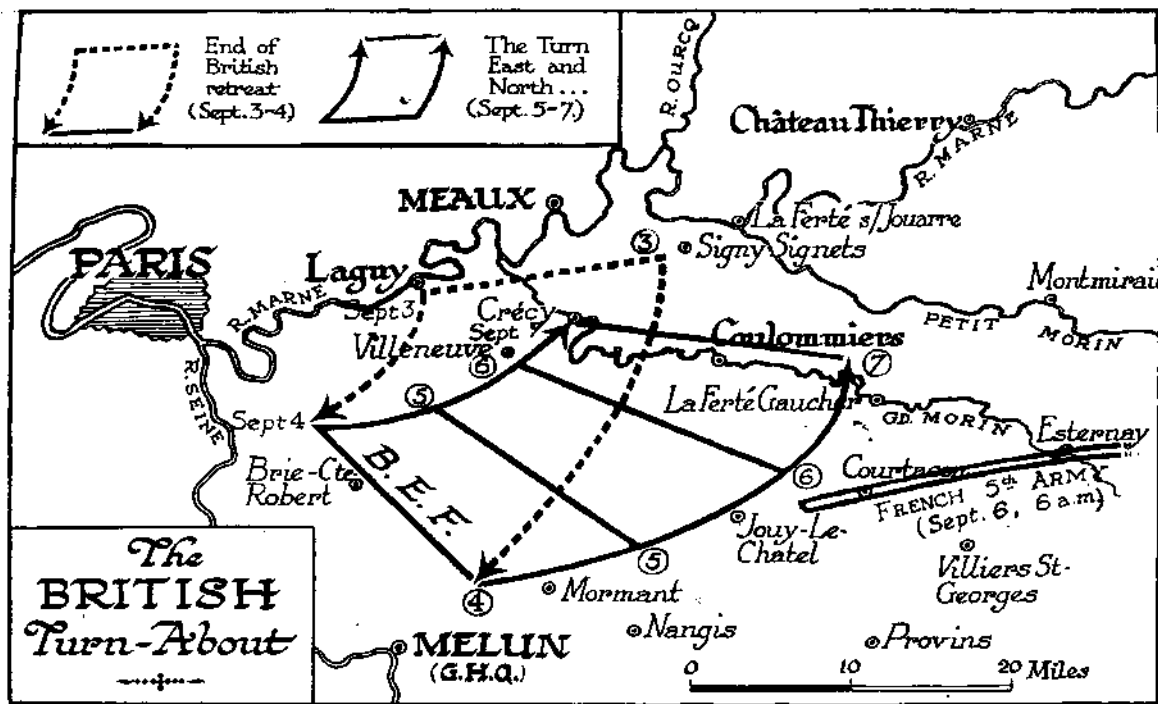 End of
British
retreat
(Sept. 3-4)
The Turn
East and
North...
(Sept. 5-7.)
R. OURCQ
Château Thierry
R. MARNE
MEAUX
La Ferté s/Jouarre
③
Signy Signets
PARIS
Lagny
Sept 3
R. MARNE
Montmirail
Crécy
Sept 7
PETIT
MORIN
Villeneuve
Coulommiers
⑥
⑦
R. SEINE
⑤
La Ferté Gaucher
GD. MORIN
Sept 4
Esternay
B.E.F.
Brie-Cte
Robert
⑥
Courtacon
FRENCH 5th ARMY
(Sept. 6, 6 a.m.)
Jouy-Le-
Chatel
⑤
Villiers St-
Georges
④
Mormant
Nangis
Provins
MELUN
(G.H.Q.)
The
BRITISH
Turn-About
0 10 20 Miles